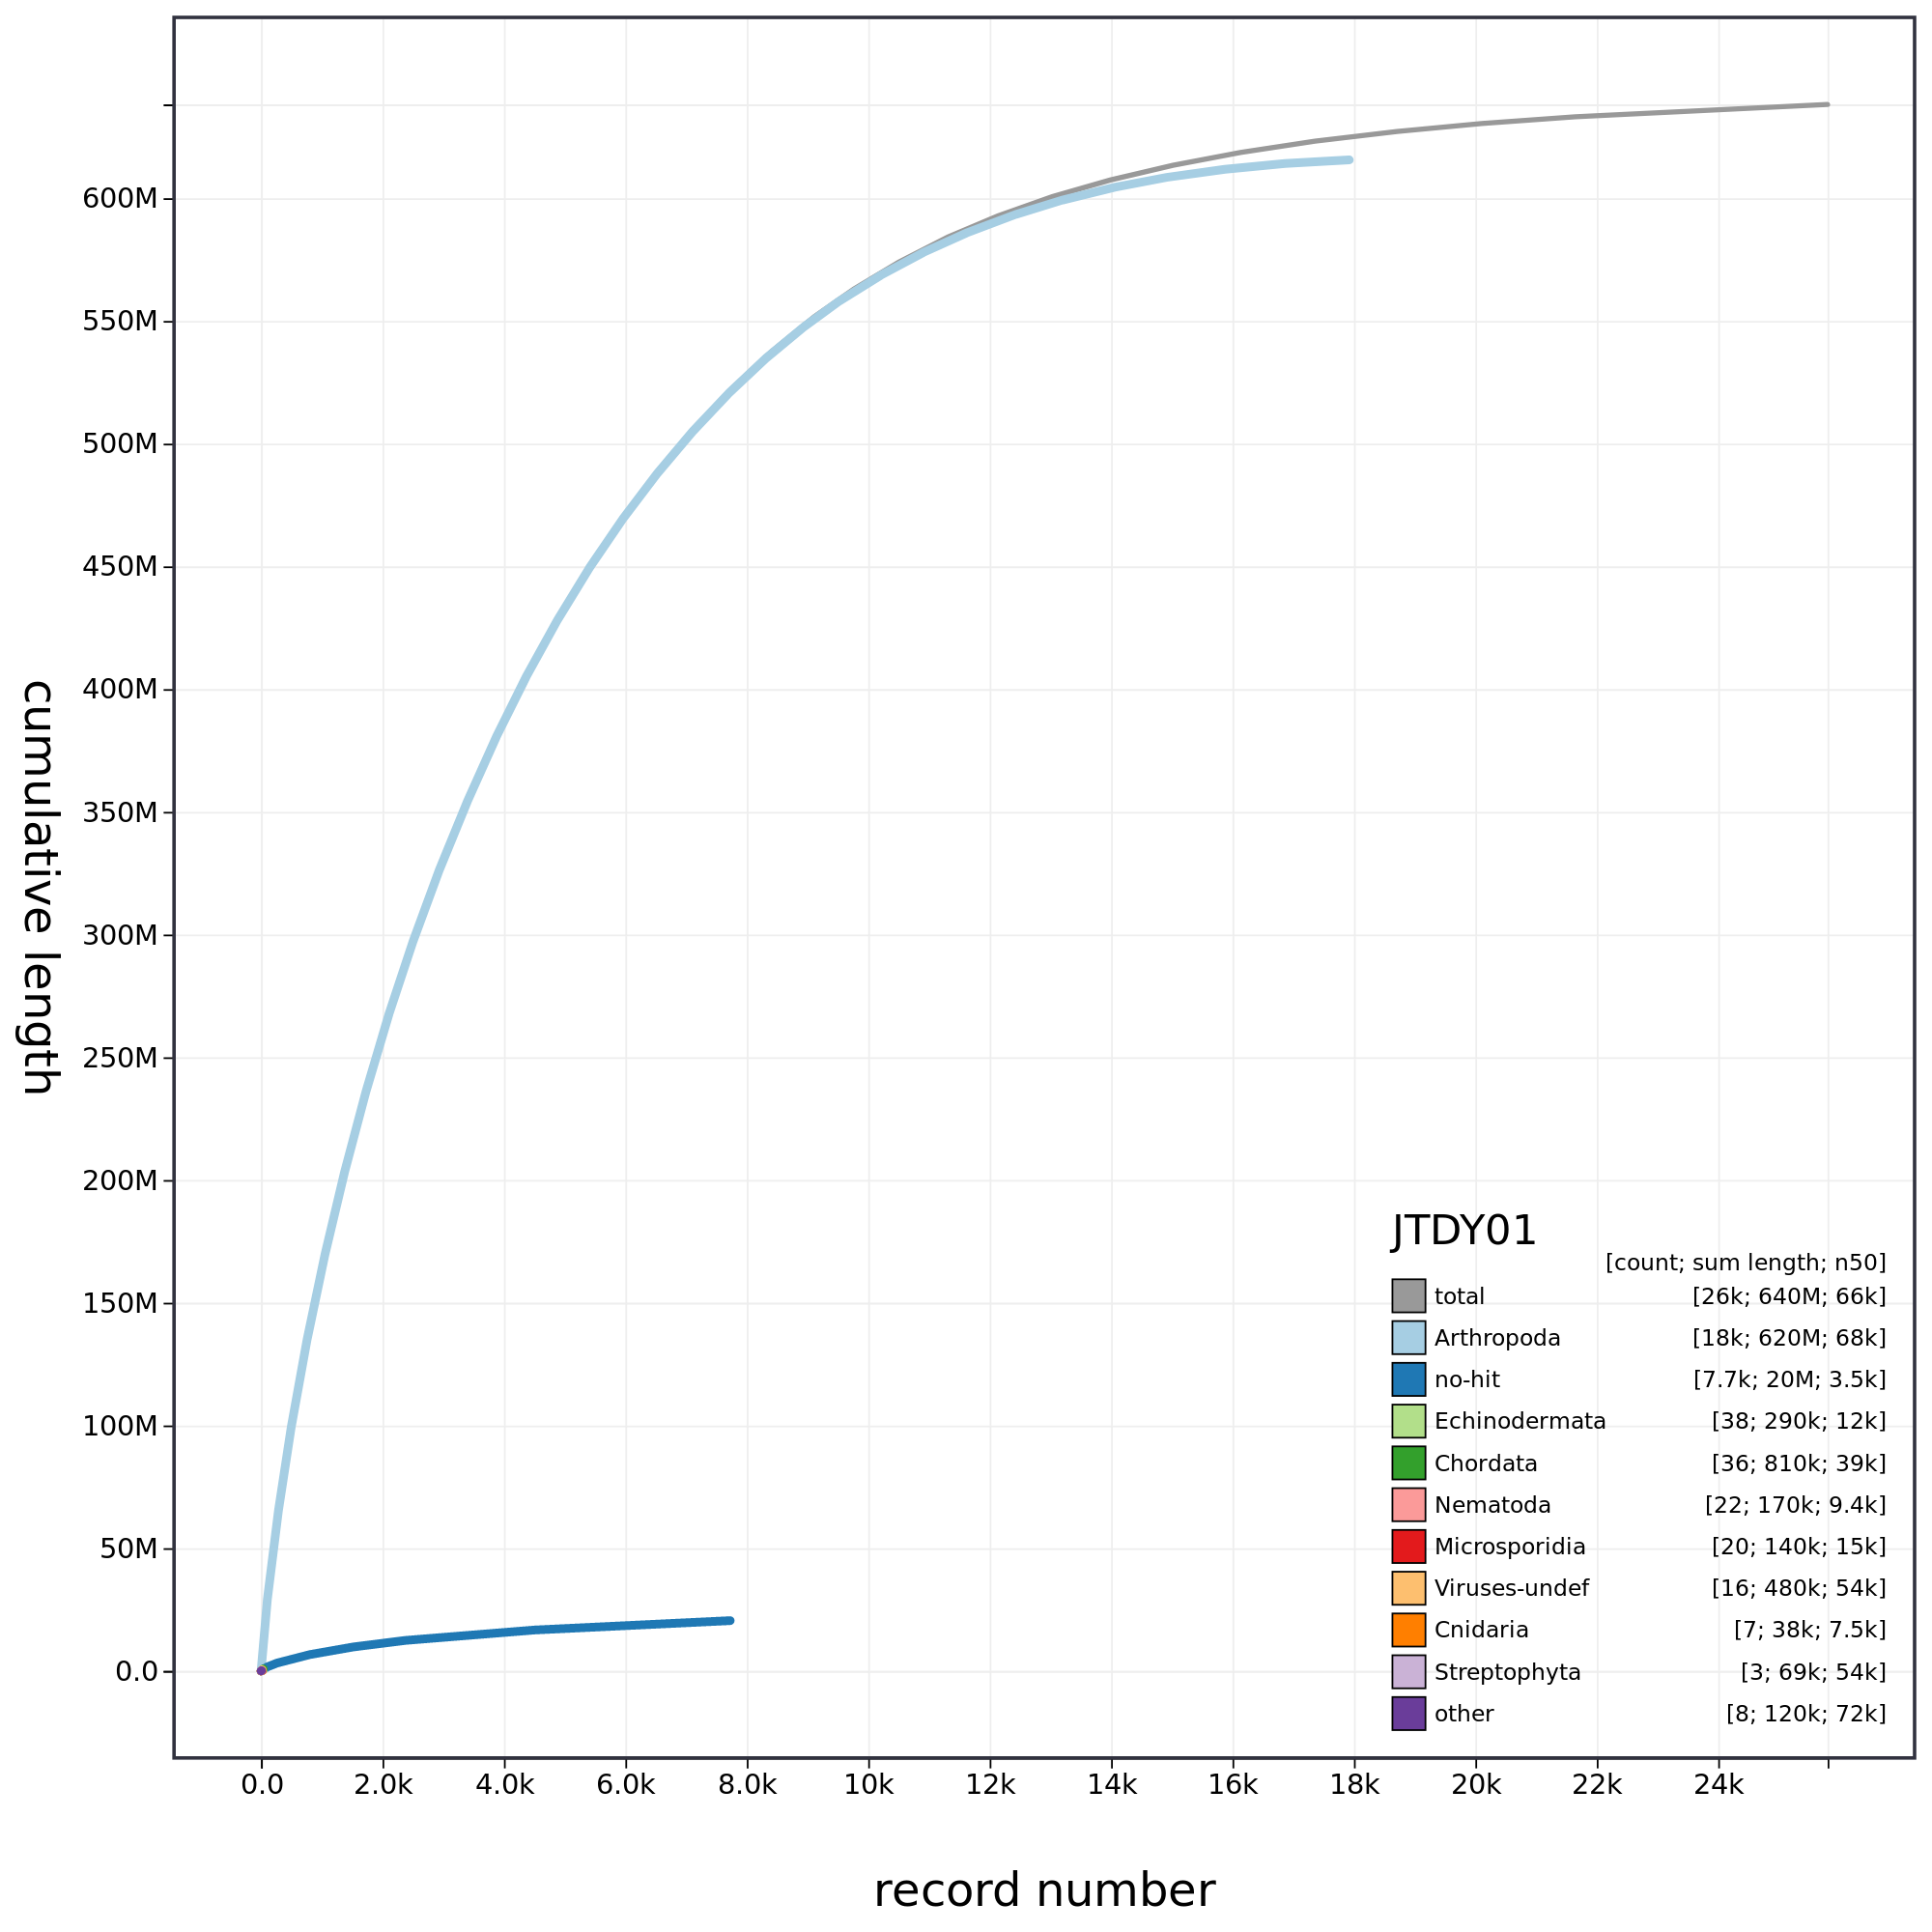 600M
550M
500M
450M
400M
350M
300M
250M
200M
150M
100M
50M
0.0
cumulative length
JTDY01
[count; sum length; n50]
total [26k; 640M; 66k]
Arthropoda [18k; 620M; 68k]
no-hit [7.7k; 20M; 3.5k]
Echinodermata [38; 290k; 12k]
Chordata [36; 810k; 39k]
Nematoda [22; 170k; 9.4k]
Microsporidia [20; 140k; 15k]
Viruses-undef [16; 480k; 54k]
Cnidaria [7; 38k; 7.5k]
Streptophyta [3; 69k; 54k]
other [8; 120k; 72k]
0.0 2.0k 4.0k 6.0k 8.0k 10k 12k 14k 16k 18k 20k 22k 24k
record number